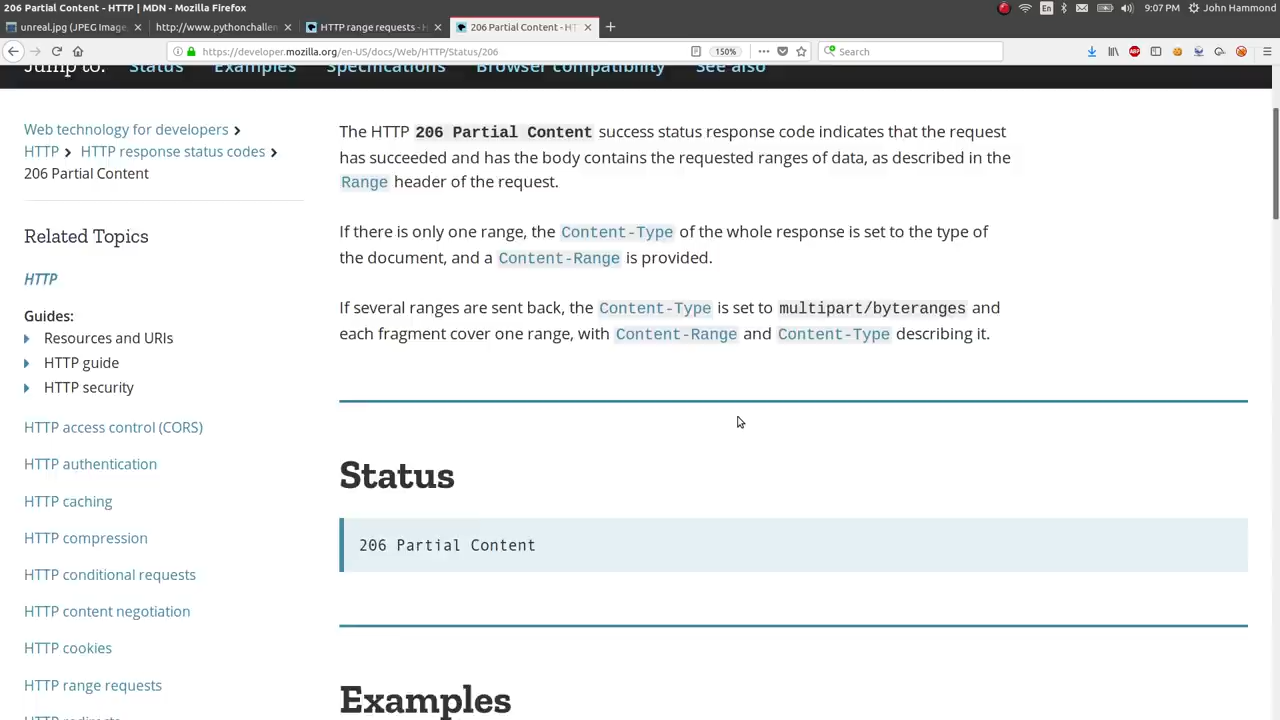 206 Partial Content - HTTP | MDN - Mozilla Firefox
En
9:07 PM
John Hammond
unreal.jpg (JPEG Image,
http://www.pythonchallen
HTTP range requests -
206 Partial Content - HT
https://developer.mozilla.org/en-US/docs/Web/HTTP/Status/206
150%
Search
ABP
Jump to:
Status
Examples
Specifications
Browser compatibility
See also
Web technology for developers
HTTP
HTTP response status codes
206 Partial Content
Related Topics
HTTP
Guides:
Resources and URIs
HTTP guide
HTTP security
HTTP access control (CORS)
HTTP authentication
HTTP caching
HTTP compression
HTTP conditional requests
HTTP content negotiation
HTTP cookies
HTTP range requests
HTTP redirects
The HTTP 206 Partial Content success status response code indicates that the request
has succeeded and has the body contains the requested ranges of data, as described in the
Range header of the request.
If there is only one range, the Content-Type of the whole response is set to the type of
the document, and a Content-Range is provided.
If several ranges are sent back, the Content-Type is set to multipart/byteranges and
each fragment cover one range, with Content-Range and Content-Type describing it.
Status
206 Partial Content
Examples